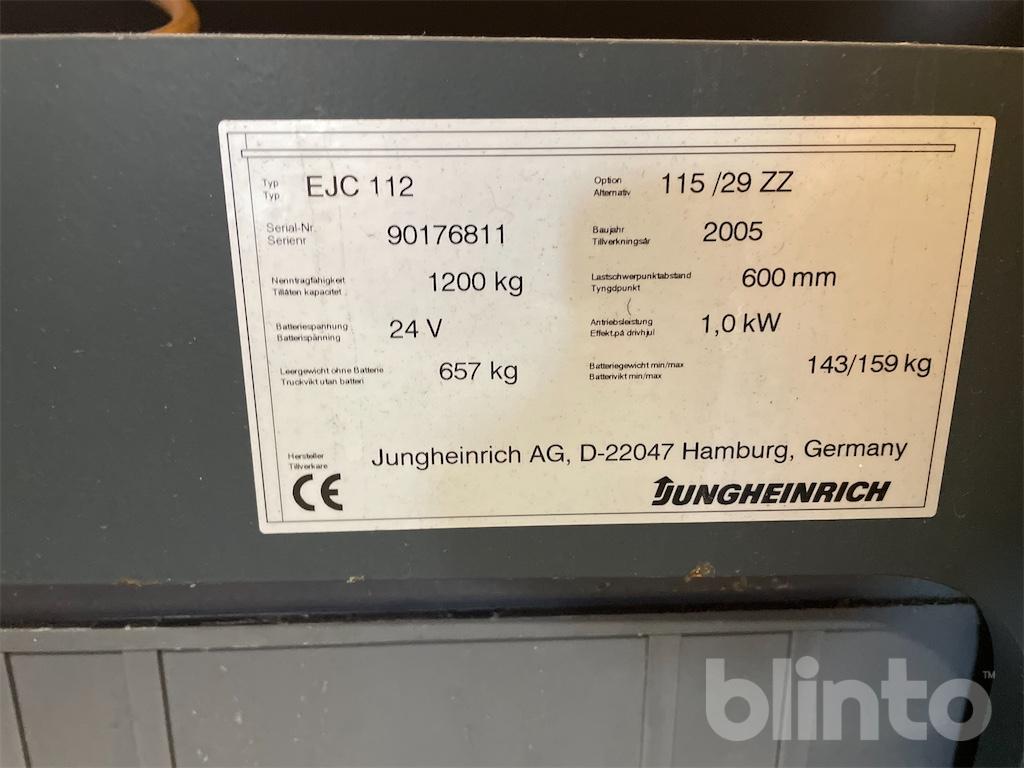 Typ EJC 112 Option 115 /29 ZZ
Typ Alternativ
Serial-Nr. 90176811 Baujahr 2005
Serienr Tillverkningsår
Nenntragfähigkeit 1200 kg Lastschwerpunktabstand 600 mm
Tillåten kapacitet Tyngdpunkt
Batteriespannung 24 V Antriebsleistung 1,0 kW
Batterispänning Effekt.på drivhjul
Leergewicht ohne Batterie 657 kg Batteriegewicht min/max 143/159 kg
Truckvikt utan batteri Batterivikt min/max
Hersteller Jungheinrich AG, D-22047 Hamburg, Germany
Tillverkare
CE JUNGHEINRICH
blinto™